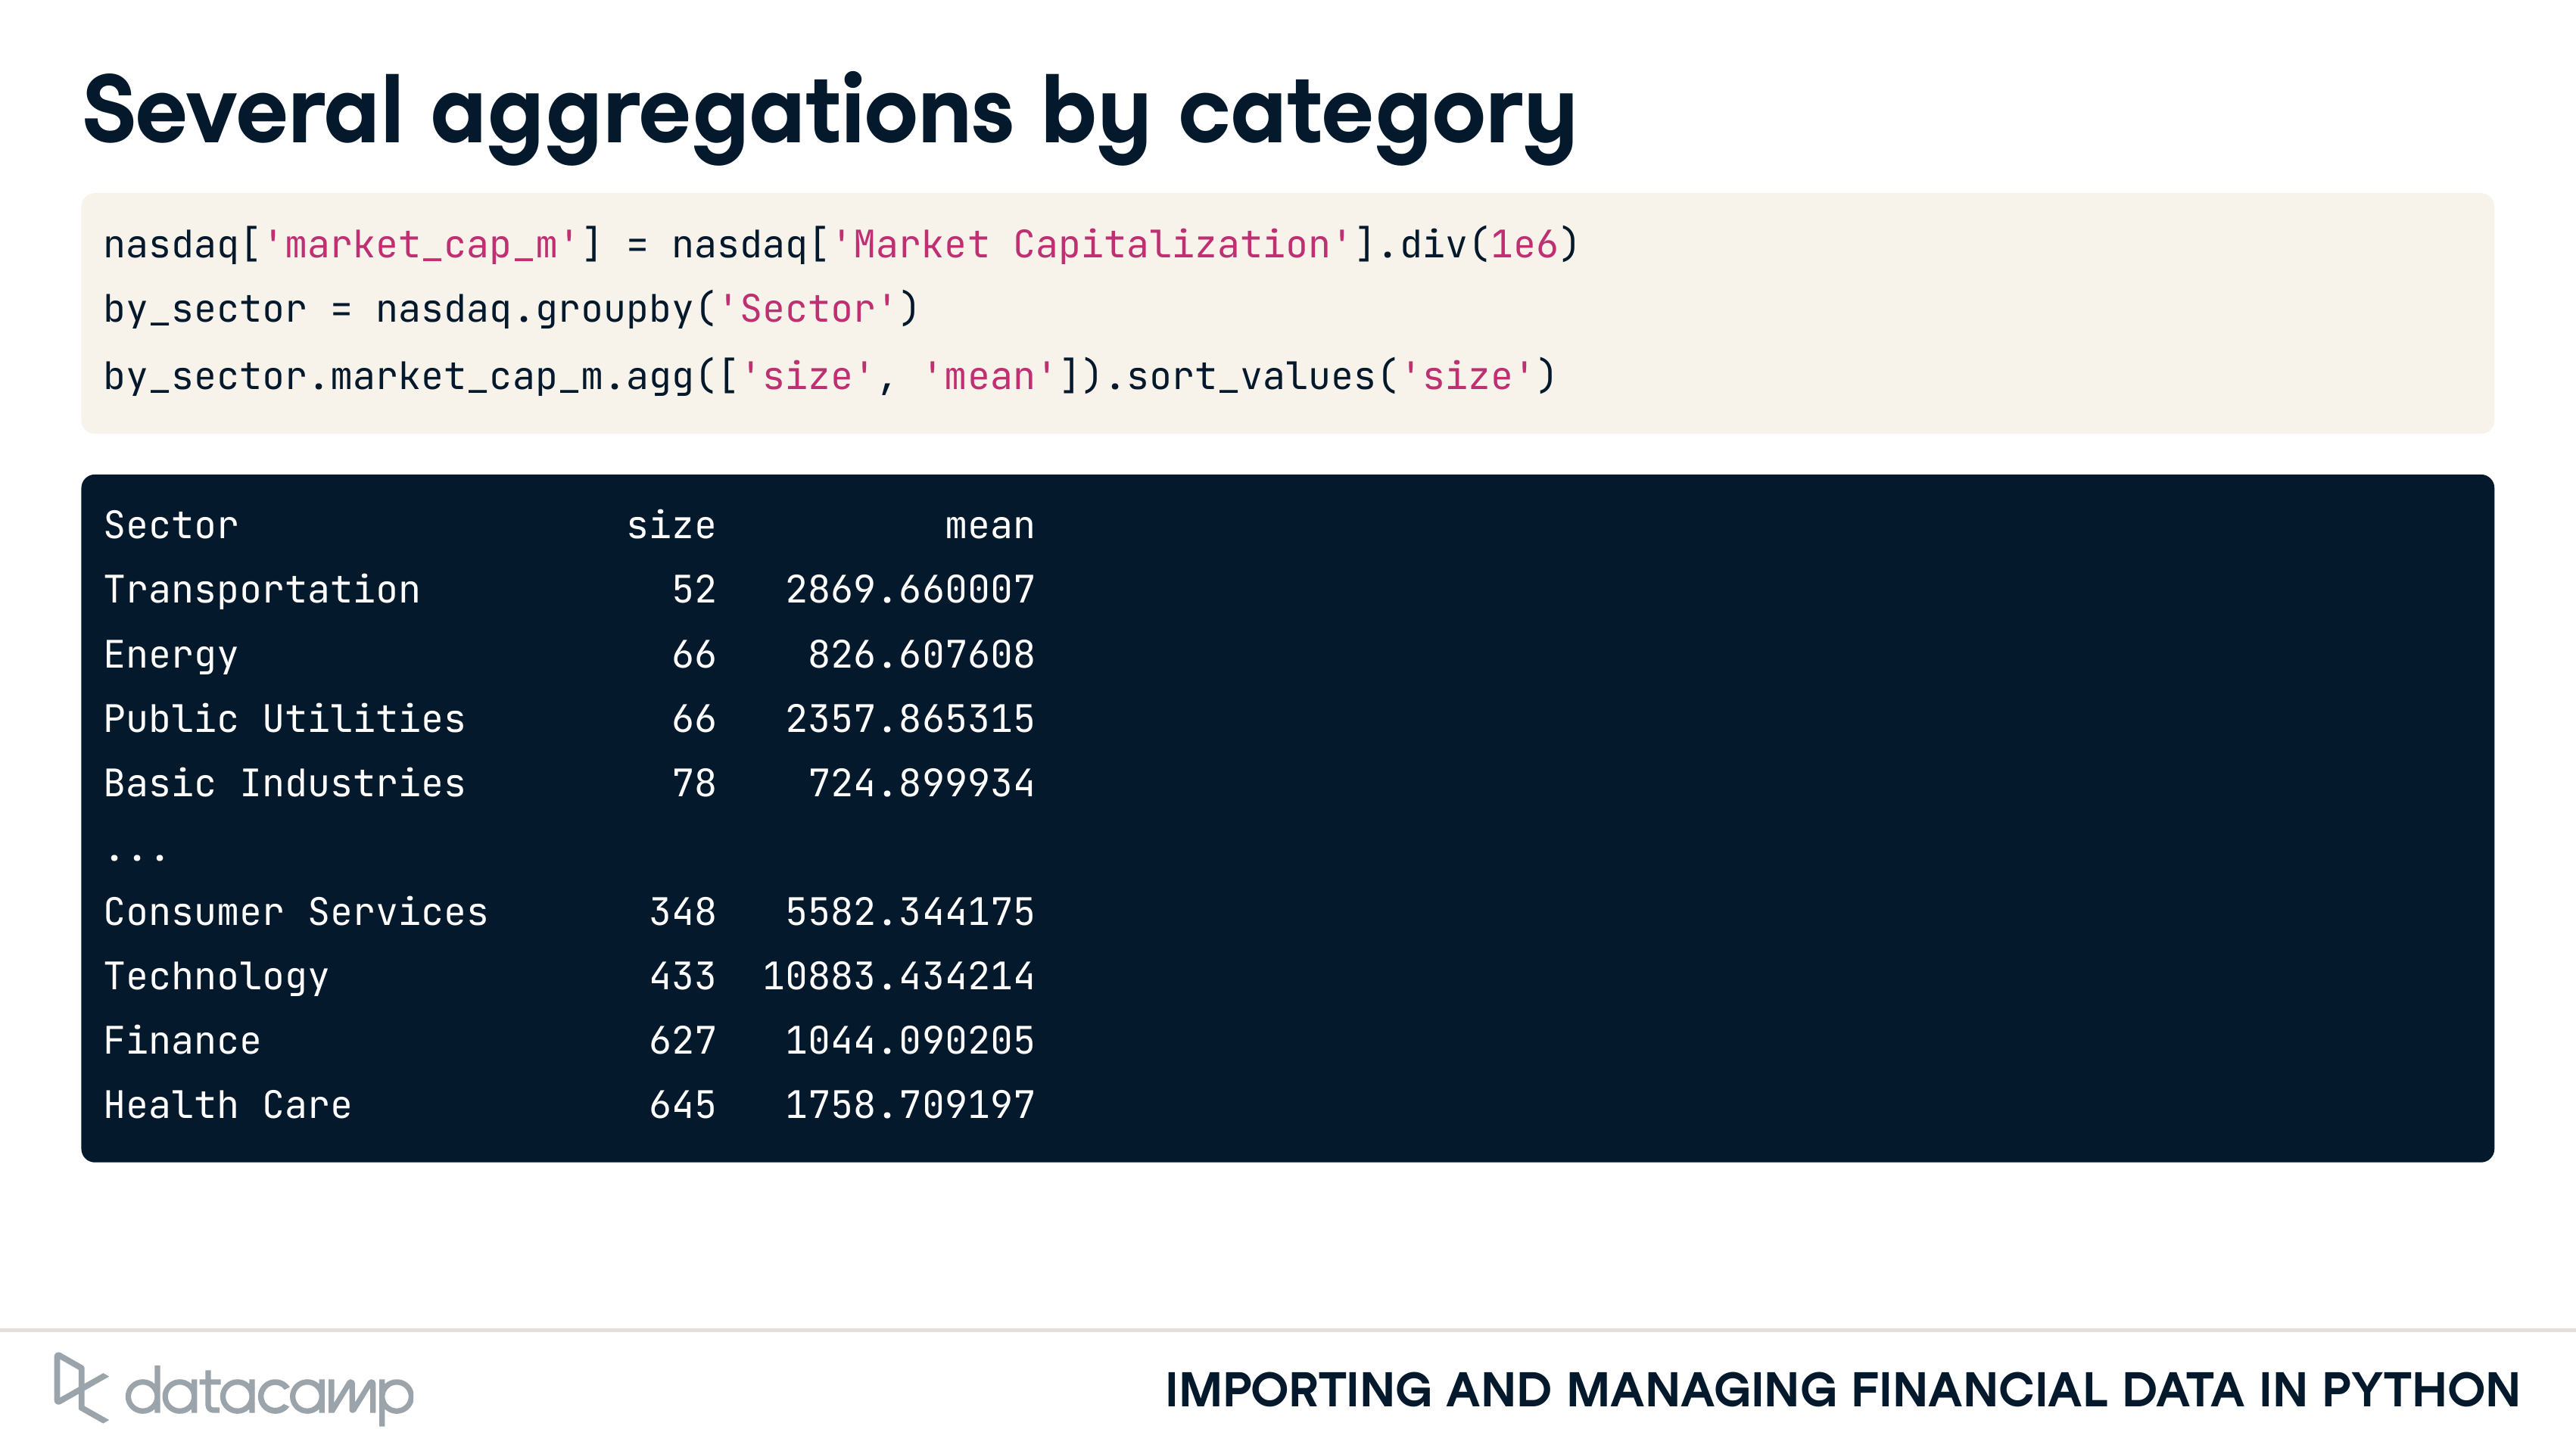 Several aggregations by category
nasdaq['market_cap_m'] = nasdaq['Market Capitalization'].div(1e6)
by_sector = nasdaq.groupby('Sector')
by_sector.market_cap_m.agg(['size', 'mean']).sort_values('size')
Sector                 size          mean
Transportation           52   2869.660007
Energy                   66    826.607608
Public Utilities         66   2357.865315
Basic Industries         78    724.899934
...
Consumer Services       348   5582.344175
Technology              433  10883.434214
Finance                 627   1044.090205
Health Care             645   1758.709197
datacamp
IMPORTING AND MANAGING FINANCIAL DATA IN PYTHON